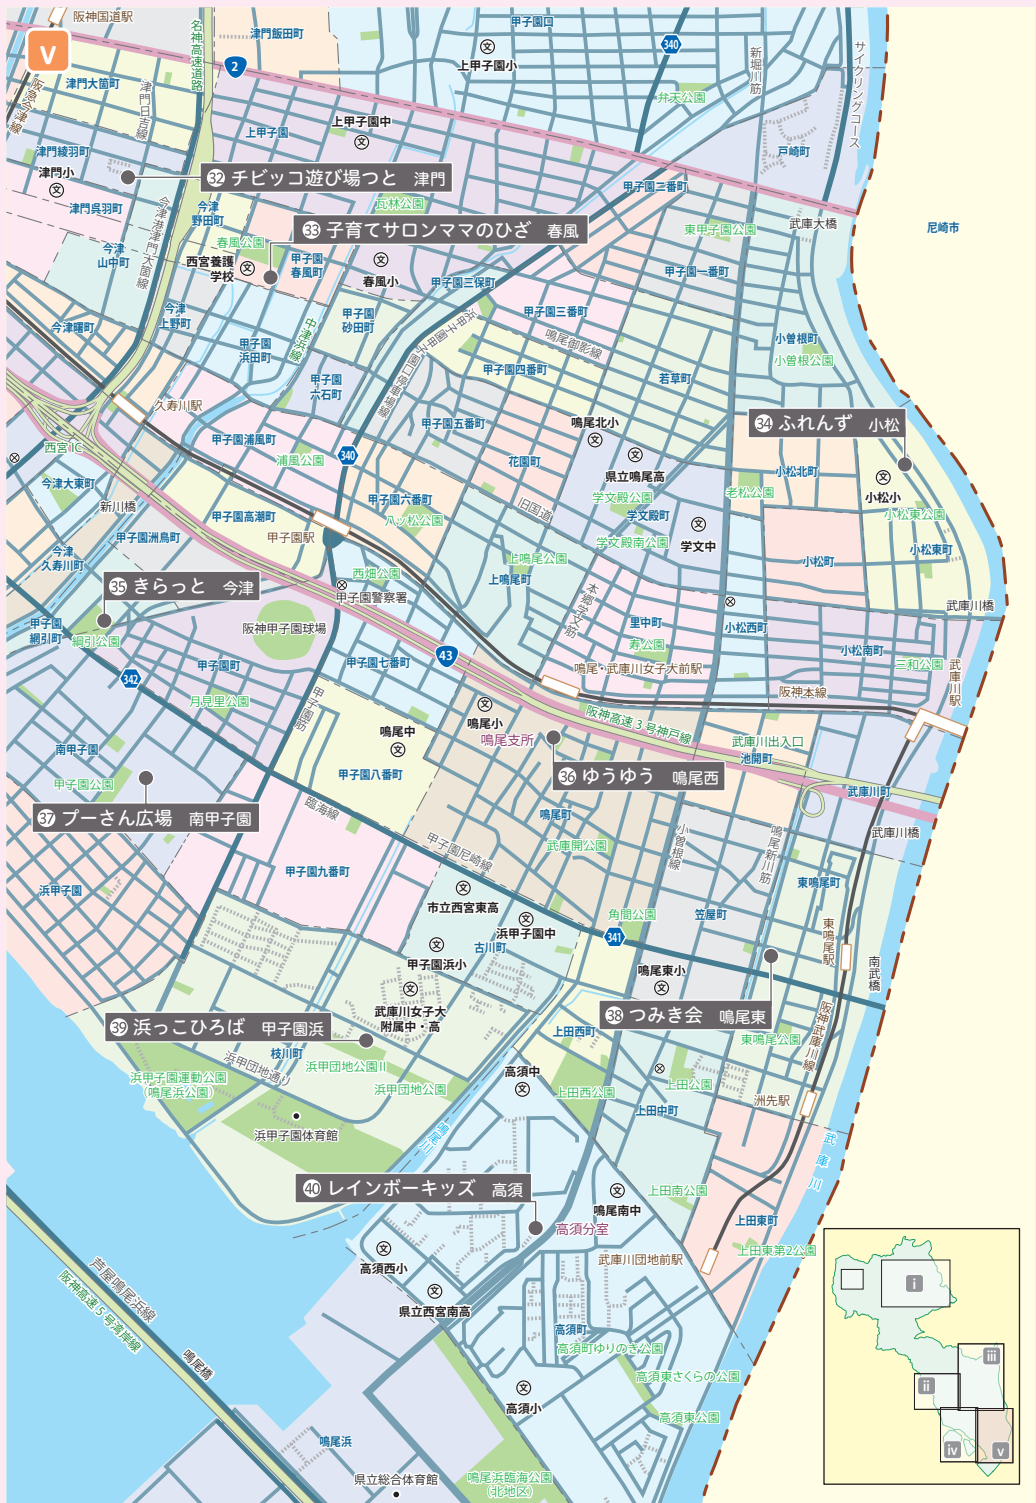 阪神国道駅
V
名神高速道路
津門飯田町
2
甲子園口
上甲子園小
340
新堀川筋
サイクリングコース
阪急今津線
津門大箇町
津門日吉線
弁天公園
上甲子園中
上甲子園
津門綾羽町
津門小
戸崎町
32 チビッコ遊び場つと 津門
甲子園二番町
津門呉羽町
今津野田町
瓦林公園
33 子育てサロンママのひざ 春風
東甲子園公園
武庫大橋
尼崎市
今津港津門大箇線
今津
山中町
春風公園
西宮養護
学校
甲子園
春風町
春風小
甲子園三保町
甲子園一番町
今津
上野町
今津曙町
甲子園
砂田町
中津浜線
甲子園
浜田町
浜甲子園甲子園口停車場線
甲子園三番町
鳴尾御影線
小曽根町
小曽根公園
甲子園
六石町
甲子園四番町
若草町
久寿川駅
甲子園五番町
鳴尾北小
34 ふれんず 小松
西宮IC
甲子園浦風町
浦風公園
340
花園町
県立鳴尾高
小松北町
今津大東町
甲子園六番町
学文殿公園
老松公園
小松小
新川橋
甲子園高潮町
八ッ松公園
旧国道
学文殿町
小松東公園
甲子園洲鳥町
甲子園駅
学文殿南公園
学文中
今津
久寿川町
西畑公園
上鳴尾公園
上鳴尾町
小松町
小松東町
35 きらっと 今津
甲子園警察署
本郷学文筋
武庫川橋
甲子園
網引町
網引公園
阪神甲子園球場
里中町
小松西町
寿公園
小松南町
甲子園町
甲子園七番町
43
鳴尾・武庫川女子大前駅
三和公園
342
月見里公園
甲子園筋
阪神本線
武庫川駅
鳴尾小
鳴尾支所
阪神高速3号神戸線
南甲子園
鳴尾中
武庫川出入口
池開町
甲子園公園
甲子園八番町
36 ゆうゆう 鳴尾西
武庫川町
37 プーさん広場 南甲子園
臨海線
鳴尾町
武庫川橋
甲子園尼崎線
武庫開公園
小曽根線
鳴尾新川筋
浜甲子園
甲子園九番町
東鳴尾町
市立西宮東高
浜甲子園中
角間公園
笠屋町
東鳴尾駅
341
古川町
甲子園浜小
鳴尾東小
南武橋
武庫川女子大
附属中・高
38 つみき会 鳴尾東
39 浜っこひろば 甲子園浜
上田西町
阪神武庫川線
東鳴尾公園
枝川町
浜甲団地通り
浜甲団地公園II
高須中
浜甲子園運動公園
(鳴尾浜公園)
浜甲団地公園
上田西公園
上田公園
洲先駅
上田中町
浜甲子園体育館
鳴尾川
武庫川
40 レインボーキッズ 高須
上田南公園
鳴尾南中
上田東町
高須分室
高須西小
武庫川団地前駅
上田東第2公園
県立西宮南高
芦屋鳴尾浜線
阪神高速5号湾岸線
高須町
高須町ゆりのき公園
鳴尾橋
高須東さくらの公園
高須小
高須東公園
鳴尾浜
県立総合体育館
鳴尾浜臨海公園
(北地区)
i
iii
ii
iv
v